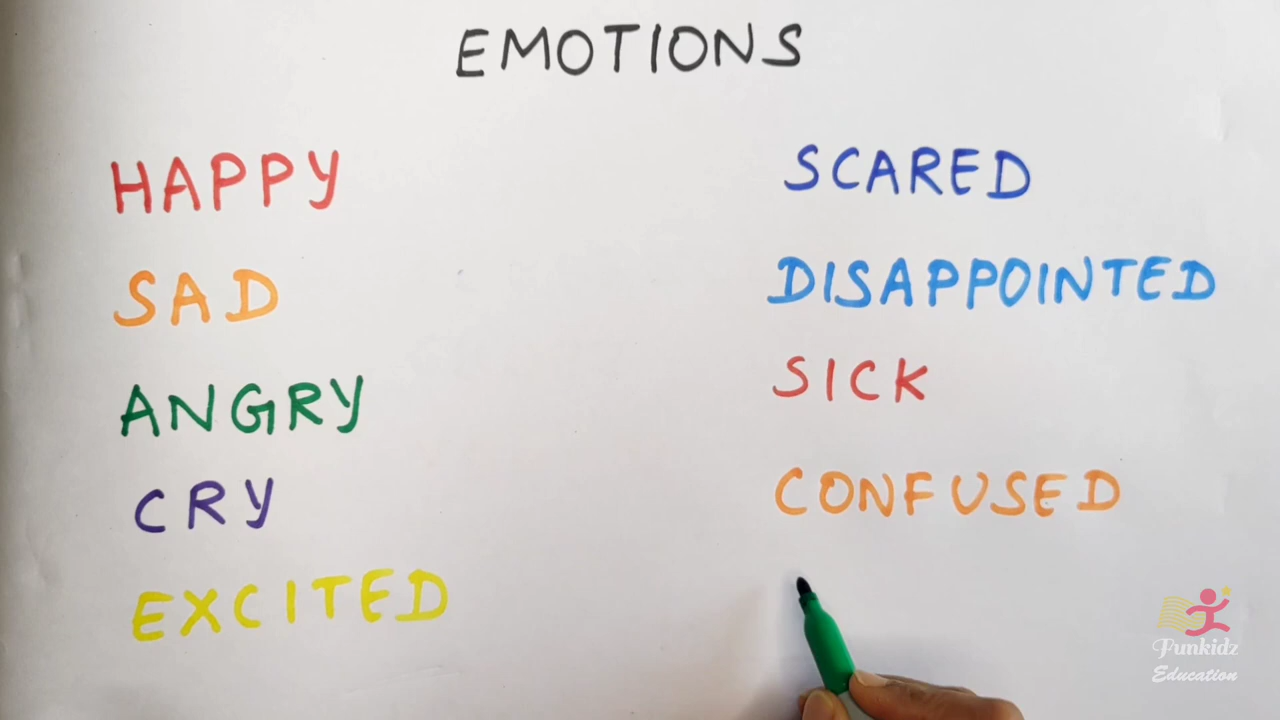 EMOTIONS
HAPPY
SAD
ANGRY
CRY
EXCITED
SCARED
DISAPPOINTED
SICK
CONFUSED
Funkidz
Education